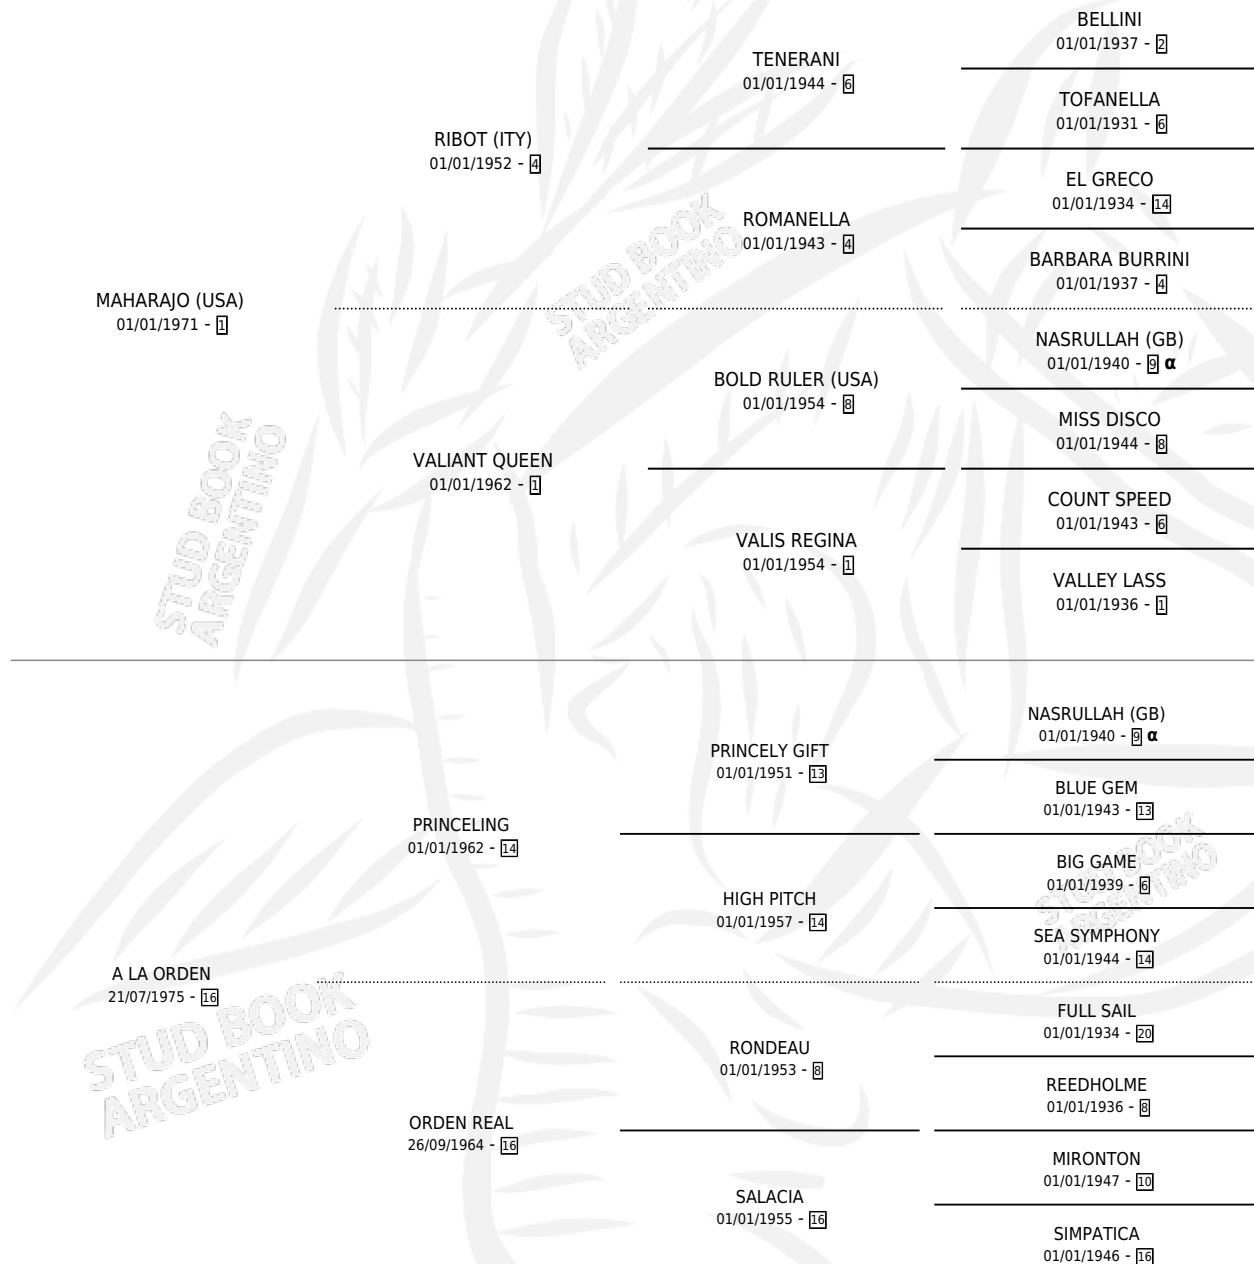 BELLINI
01/01/1937 - 2
TENERANI
01/01/1944 - 6
TOFANELLA
01/01/1931 - 6
RIBOT (ITY)
01/01/1952 - 4
EL GRECO
01/01/1934 - 14
ROMANELLA
01/01/1943 - 4
BARBARA BURRINI
01/01/1937 - 4
MAHARAJO (USA)
01/01/1971 - 1
NASRULLAH (GB)
01/01/1940 - 9 α
BOLD RULER (USA)
01/01/1954 - 8
MISS DISCO
01/01/1944 - 8
VALIANT QUEEN
01/01/1962 - 1
COUNT SPEED
01/01/1943 - 6
VALIS REGINA
01/01/1954 - 1
VALLEY LASS
01/01/1936 - 1
NASRULLAH (GB)
01/01/1940 - 9 α
PRINCELY GIFT
01/01/1951 - 13
BLUE GEM
01/01/1943 - 13
PRINCELING
01/01/1962 - 14
BIG GAME
01/01/1939 - 6
HIGH PITCH
01/01/1957 - 14
SEA SYMPHONY
01/01/1944 - 14
A LA ORDEN
21/07/1975 - 16
FULL SAIL
01/01/1934 - 20
RONDEAU
01/01/1953 - 8
REEDHOLME
01/01/1936 - 8
ORDEN REAL
26/09/1964 - 16
MIRONTON
01/01/1947 - 10
SALACIA
01/01/1955 - 16
SIMPATICA
01/01/1946 - 16
STUD BOOK
ARGENTINO
STUD BOOK
ARGENTINO
STUD BOOK
ARGENTINO
STUD BOOK
ARGENTINO